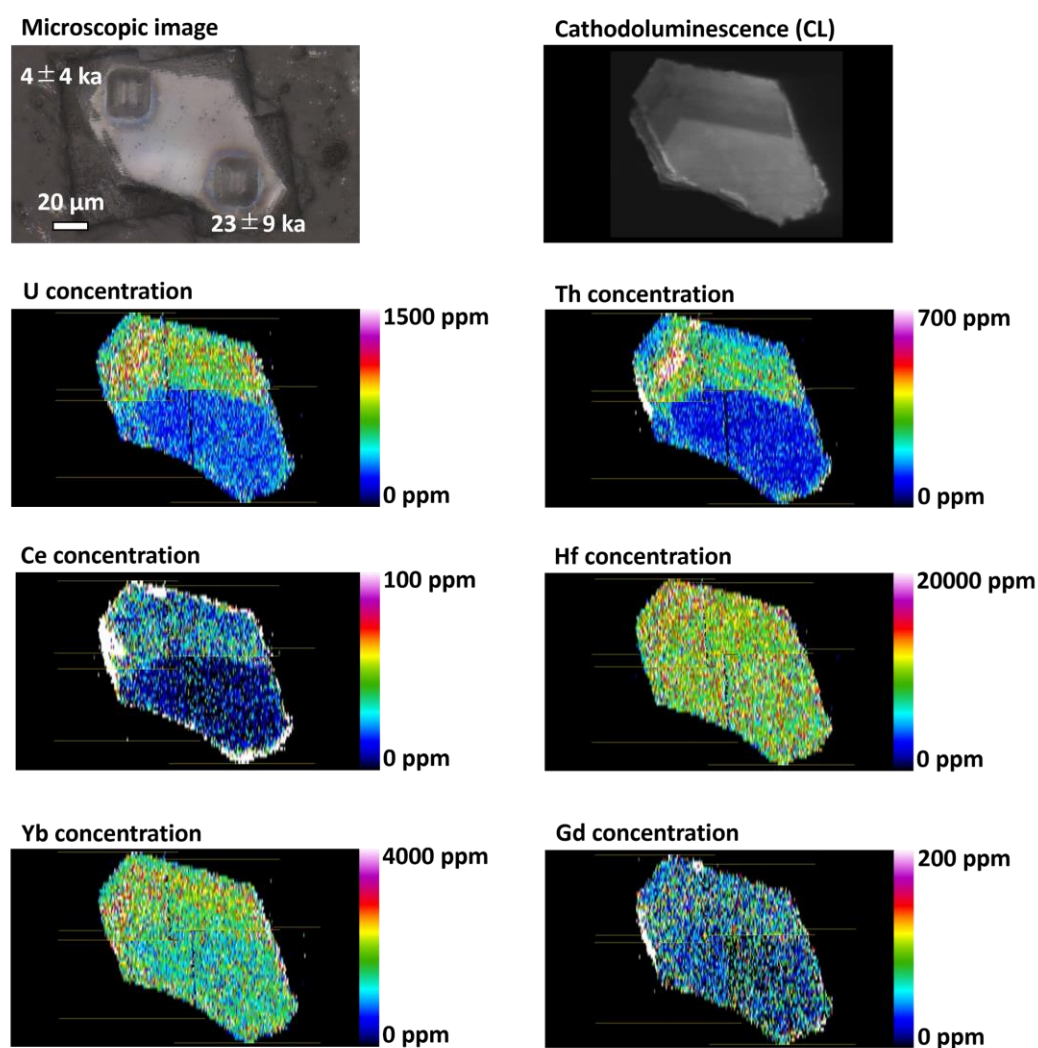 Microscopic image
Cathodoluminescence (CL)
4±4 ka
20 μm
23±9 ka
U concentration
Th concentration
1500 ppm
700 ppm
0 ppm
0 ppm
Ce concentration
Hf concentration
100 ppm
20000 ppm
0 ppm
0 ppm
Yb concentration
Gd concentration
4000 ppm
200 ppm
0 ppm
0 ppm